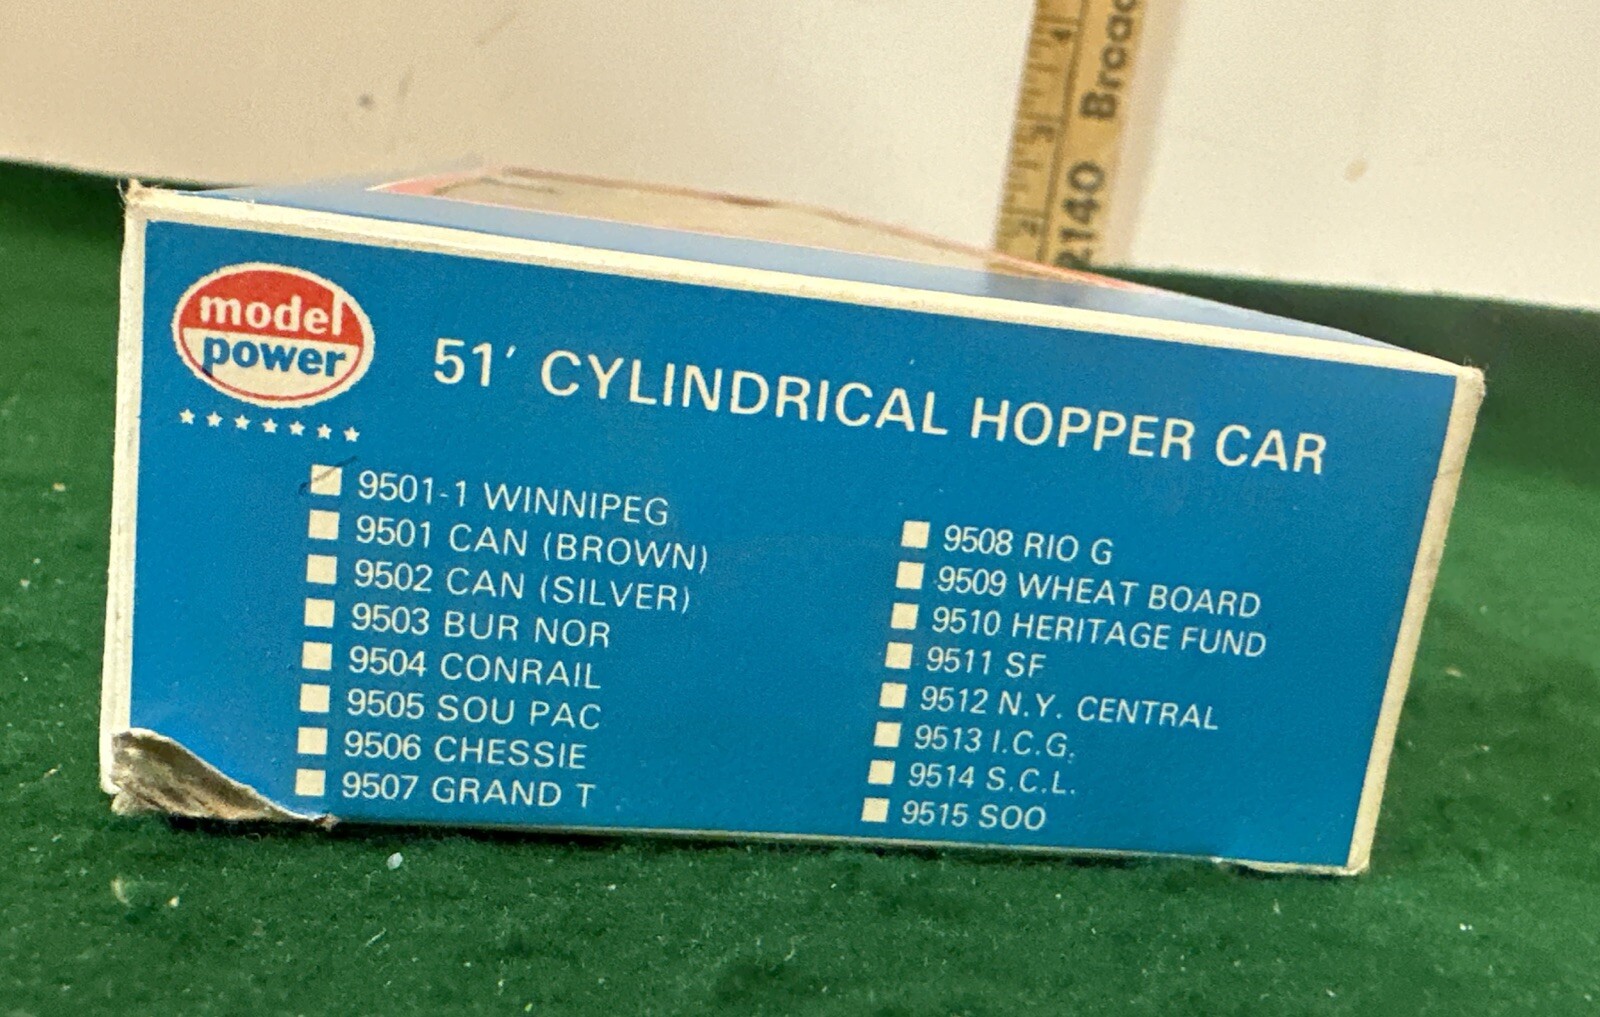 model
power
51' CYLINDRICAL HOPPER CAR
9501-1 WINNIPEG
9501 CAN (BROWN)
9502 CAN (SILVER)
9503 BUR NOR
9504 CONRAIL
9505 SOU PAC
9506 CHESSIE
9507 GRAND T
9508 RIO G
9509 WHEAT BOARD
9510 HERITAGE FUND
9511 SF
9512 N.Y. CENTRAL
9513 I.C.G.
9514 S.C.L.
9515 SOO
2140 Broad